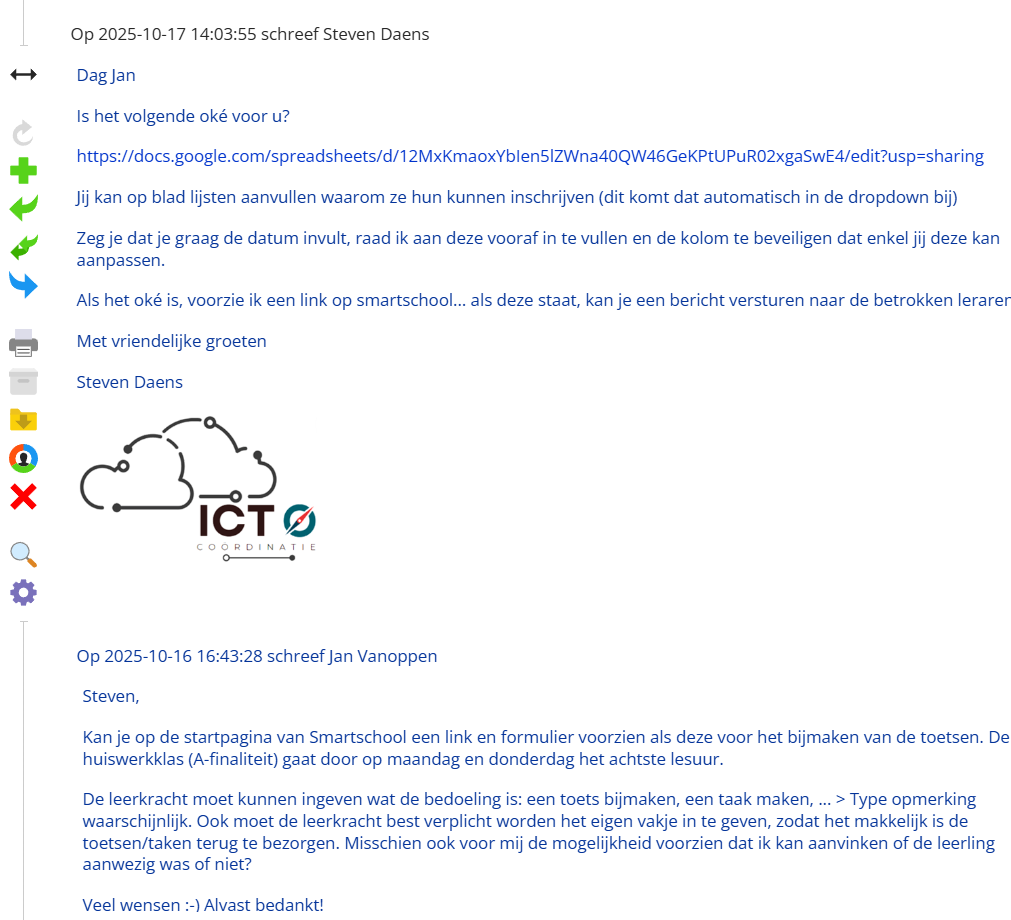 Op 2025-10-17 14:03:55 schreef Steven Daens
Dag Jan
Is het volgende oké voor u?
https://docs.google.com/spreadsheets/d/12MxKmaoxYbIen5lZWna40QW46GeKPtUPuR02xgaSwE4/edit?usp=sharing
Jij kan op blad lijsten aanvullen waarom ze hun kunnen inschrijven (dit komt dat automatisch in de dropdown bij)
Zeg je dat je graag de datum invult, raad ik aan deze vooraf in te vullen en de kolom te beveiligen dat enkel jij deze kan
aanpassen.
Als het oké is, voorzie ik een link op smartschool... als deze staat, kan je een bericht versturen naar de betrokken leraren
Met vriendelijke groeten
Steven Daens
ICT
COÖRDINATIE
Op 2025-10-16 16:43:28 schreef Jan Vanoppen
Steven,
Kan je op de startpagina van Smartschool een link en formulier voorzien als deze voor het bijmaken van de toetsen. De
huiswerkklas (A-finaliteit) gaat door op maandag en donderdag het achtste lesuur.
De leerkracht moet kunnen ingeven wat de bedoeling is: een toets bijmaken, een taak maken, ... > Type opmerking
waarschijnlijk. Ook moet de leerkracht best verplicht worden het eigen vakje in te geven, zodat het makkelijk is de
toetsen/taken terug te bezorgen. Misschien ook voor mij de mogelijkheid voorzien dat ik kan aanvinken of de leerling
aanwezig was of niet?
Veel wensen :-) Alvast bedankt!